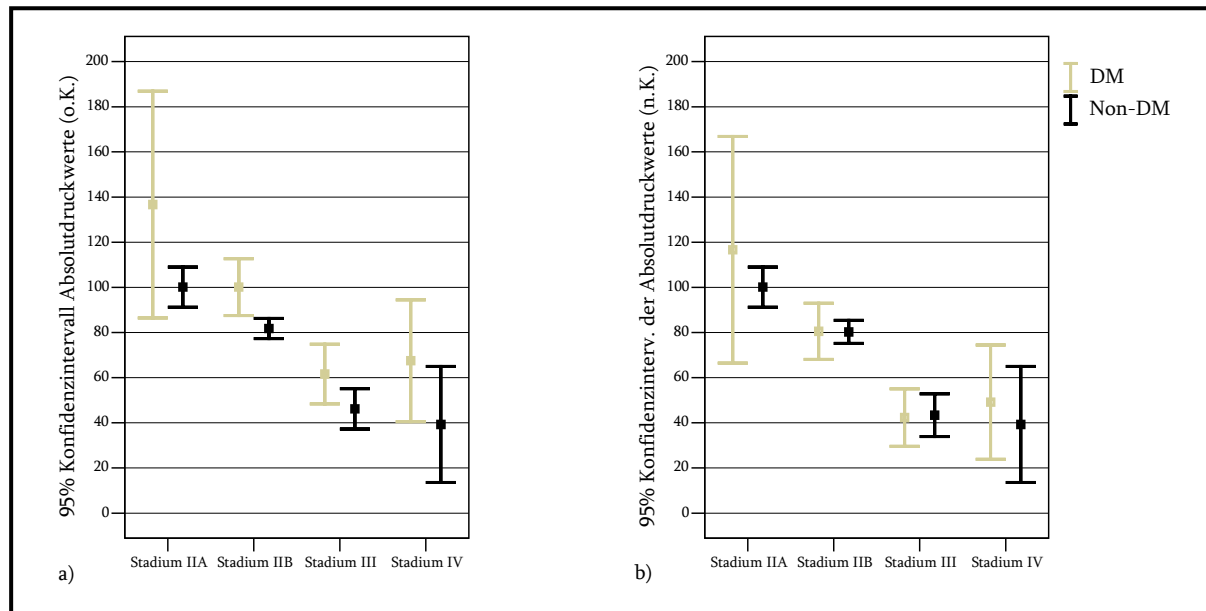 95% Konfidenzintervall Absolutdruckwerte (o.K.)
200
180
160
140
120
100
80
60
40
20
0
Stadium IIA Stadium IIB Stadium III Stadium IV
a)
95% Konfidenzinterv. der Absolutdruckwerte (n.K.)
200
180
160
140
120
100
80
60
40
20
0
Stadium IIA Stadium IIB Stadium III Stadium IV
b)
DM
Non-DM